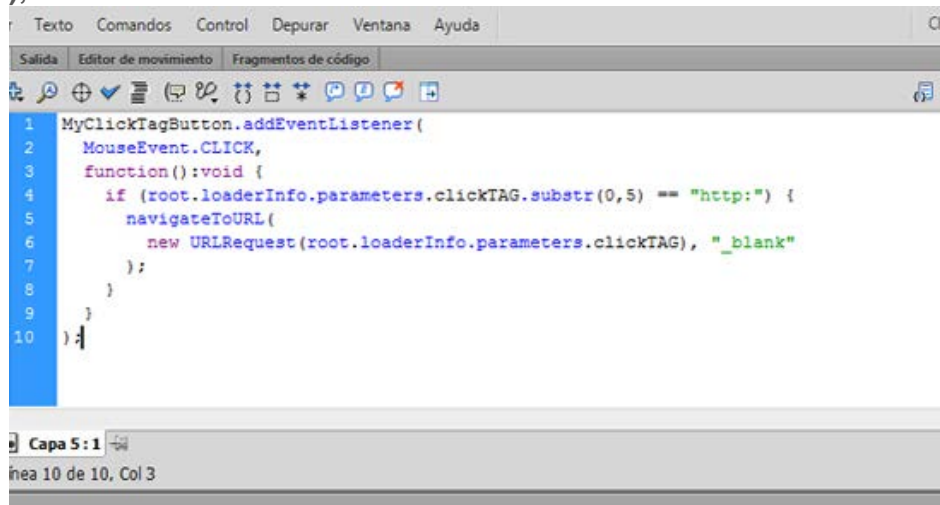 ),
r Texto Comandos Control Depurar Ventana Ayuda
Salida Editor de movimiento Fragmentos de código
1 MyClickTagButton.addEventListener(
2 MouseEvent.CLICK,
3 function():void {
4 if (root.loaderInfo.parameters.clickTAG.substr(0,5) == "http:") {
5 navigateToURL(
6 new URLRequest(root.loaderInfo.parameters.clickTAG), "_blank"
7 );
8 }
9 }
10 );
Capa 5 : 1
ínea 10 de 10, Col 3